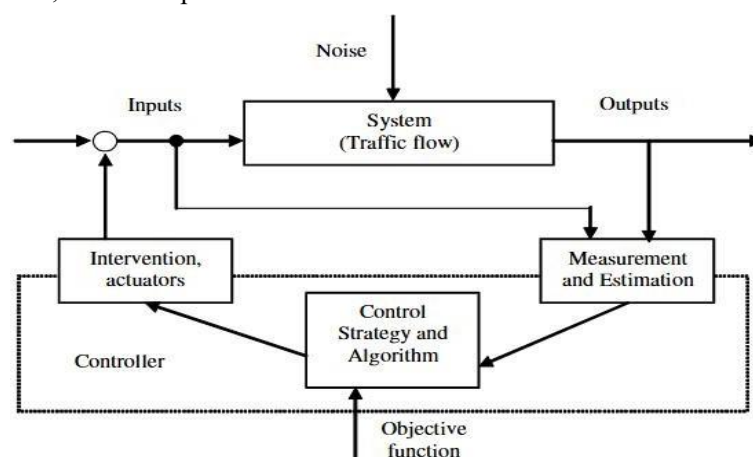 Noise
Inputs
Outputs
System
(Traffic flow)
Intervention,
actuators
Measurement
and Estimation
Control
Strategy and
Algorithm
Controller
Objective
function